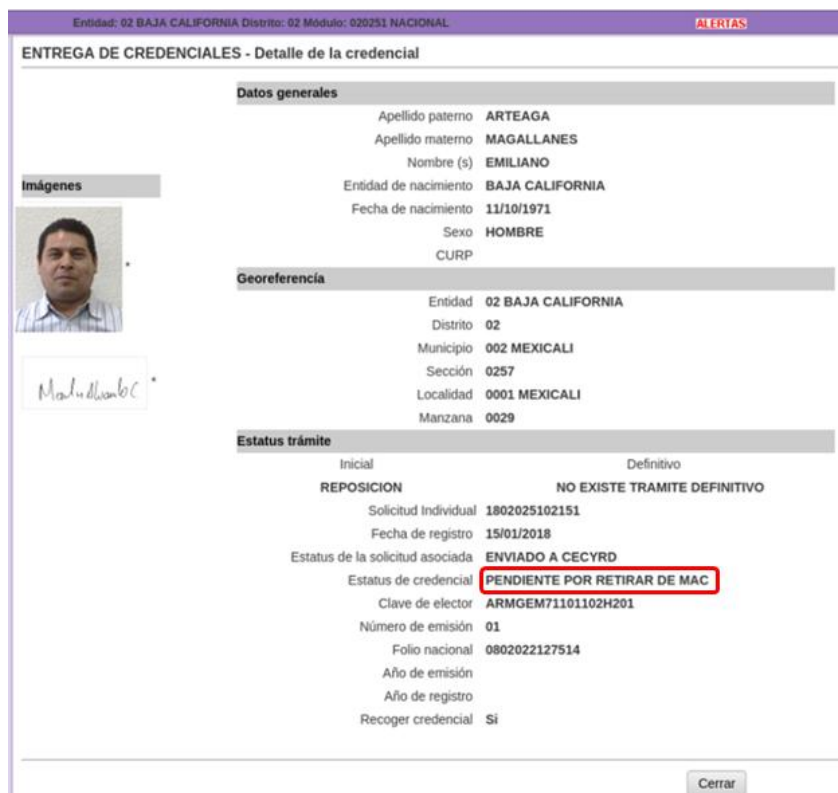 Entidad: 02 BAJA CALIFORNIA Distrito: 02 Módulo: 020251 NACIONAL ALERTAS
ENTREGA DE CREDENCIALES - Detalle de la credencial
Datos generales
Apellido paterno ARTEAGA
Apellido materno MAGALLANES
Nombre (s) EMILIANO
Imágenes
Entidad de nacimiento BAJA CALIFORNIA
Fecha de nacimiento 11/10/1971
Sexo HOMBRE
CURP
Georeferencía
Entidad 02 BAJA CALIFORNIA
Distrito 02
Municipio 002 MEXICALI
Sección 0257
Localidad 0001 MEXICALI
Manzana 0029
Estatus trámite
Inicial Definitivo
REPOSICION NO EXISTE TRAMITE DEFINITIVO
Solicitud Individual 1802025102151
Fecha de registro 15/01/2018
Estatus de la solicitud asociada ENVIADO A CECYRD
Estatus de credencial PENDIENTE POR RETIRAR DE MAC
Clave de elector ARMGEM71101102H201
Número de emisión 01
Folio nacional 0802022127514
Año de emisión
Año de registro
Recoger credencial Si
Cerrar